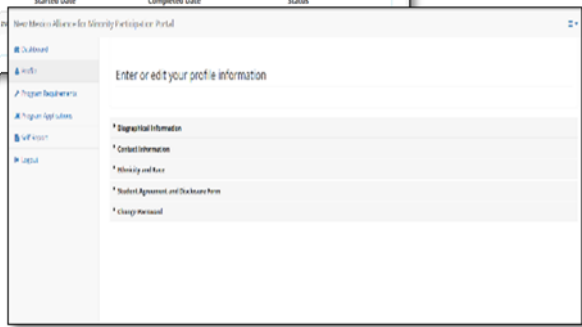 Started Date Completed Date Status
New Mexico Alliance for Minority Participation Portal
Dashboard
Profile
Program Requirements
Program Applications
Logout
Enter or edit your profile information
Biographical Information
Contact Information
Ethnicity and Race
Student Agreement and Disclosure Form
Change Password